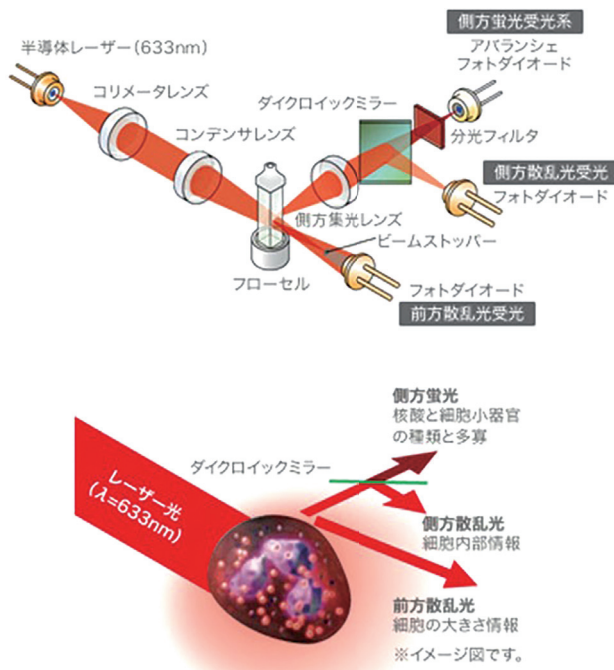 側方蛍光受光系
アバランシェ
フォトダイオード
半導体レーザー(633nm)
コリメータレンズ
ダイクロイックミラー
コンデンサレンズ
分光フィルタ
側方散乱光受光
フォトダイオード
側方集光レンズ
ビームストッパー
フローセル
フォトダイオード
前方散乱光受光
側方蛍光
核酸と細胞小器官
の種類と多寡
ダイクロイックミラー
レーザー光
(λ=633nm)
側方散乱光
細胞内部情報
前方散乱光
細胞の大きさ情報
※イメージ図です。